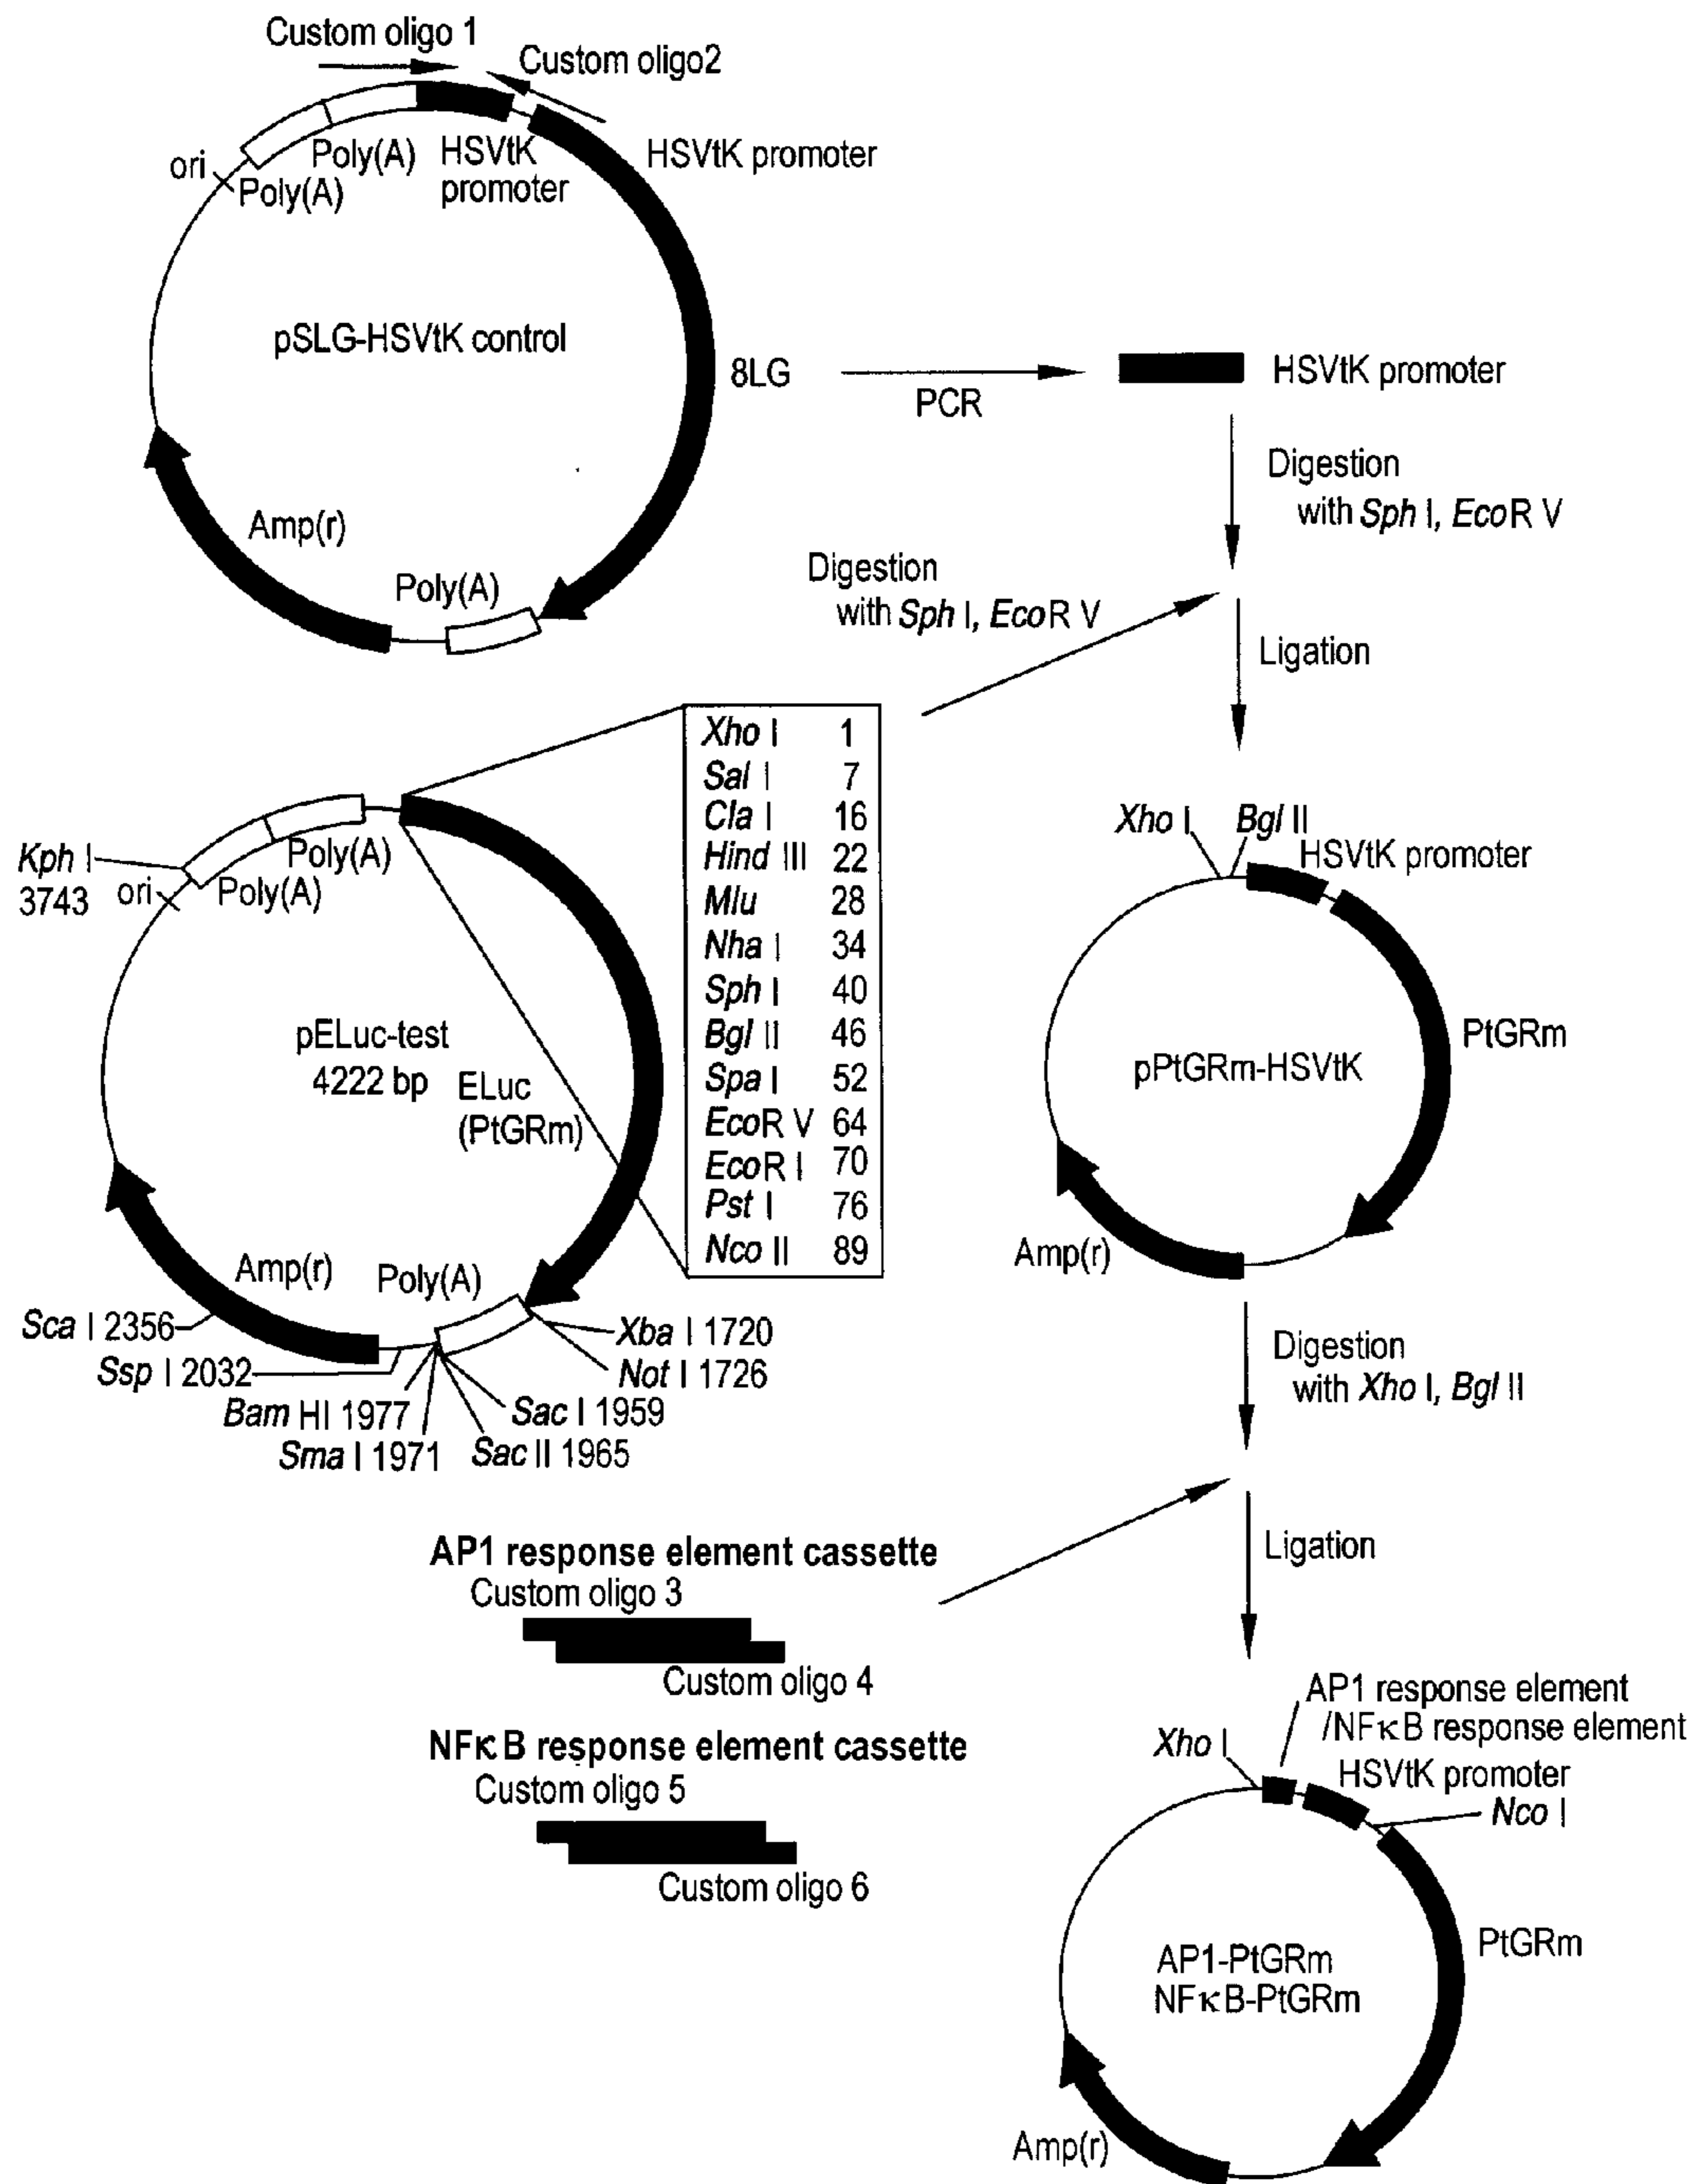 Custom oligo 1
Custom oligo2
HSVtK promoter
Poly(A)
HSVtK
promoter
ori
Poly(A)
pSLG-HSVtK control
8LG
PCR
HSVtK promoter
Digestion
with Sph I, EcoR V
Amp(r)
Poly(A)
Digestion
with Sph I, EcoR V
Ligation
Xho I 1
Sal I 7
Cla I 16
Hind III 22
Mlu 28
Nha I 34
Sph I 40
Bgl II 46
Spa I 52
EcoR V 64
EcoR I 70
Pst I 76
Nco II 89
Kph I
3743
ori
Poly(A)
Poly(A)
pELuc-test
4222 bp
ELuc
(PtGRm)
Amp(r)
Poly(A)
Sca I 2356
Ssp I 2032
Bam HI 1977
Sma I 1971
Sac I 1959
Sac II 1965
Xba I 1720
Not I 1726
Xho I
Bgl II
HSVtK promoter
PtGRm
pPtGRm-HSVtK
Amp(r)
Digestion
with Xho I, Bgl II
AP1 response element cassette
Custom oligo 3
Custom oligo 4
NFκB response element cassette
Custom oligo 5
Custom oligo 6
Ligation
AP1 response element
/NFκB response element
Xho I
HSVtK promoter
Nco I
PtGRm
AP1-PtGRm
NFκB-PtGRm
Amp(r)